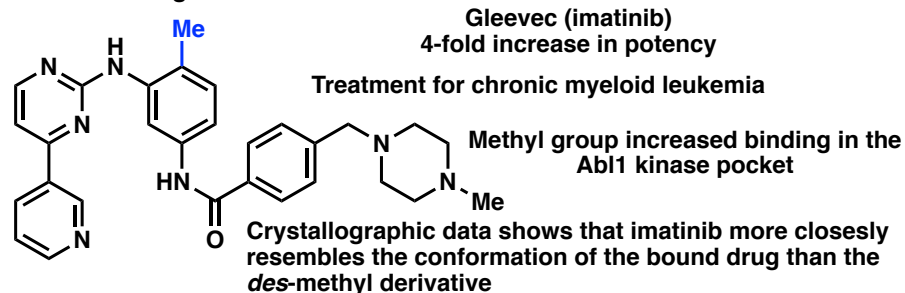 Gleevec (imatinib)
4-fold increase in potency
Treatment for chronic myeloid leukemia
Methyl group increased binding in the
Abl1 kinase pocket
Me
H
N
N
N
HN
O
N
N
N
Me
Crystallographic data shows that imatinib more closesly
resembles the conformation of the bound drug than the
des-methyl derivative